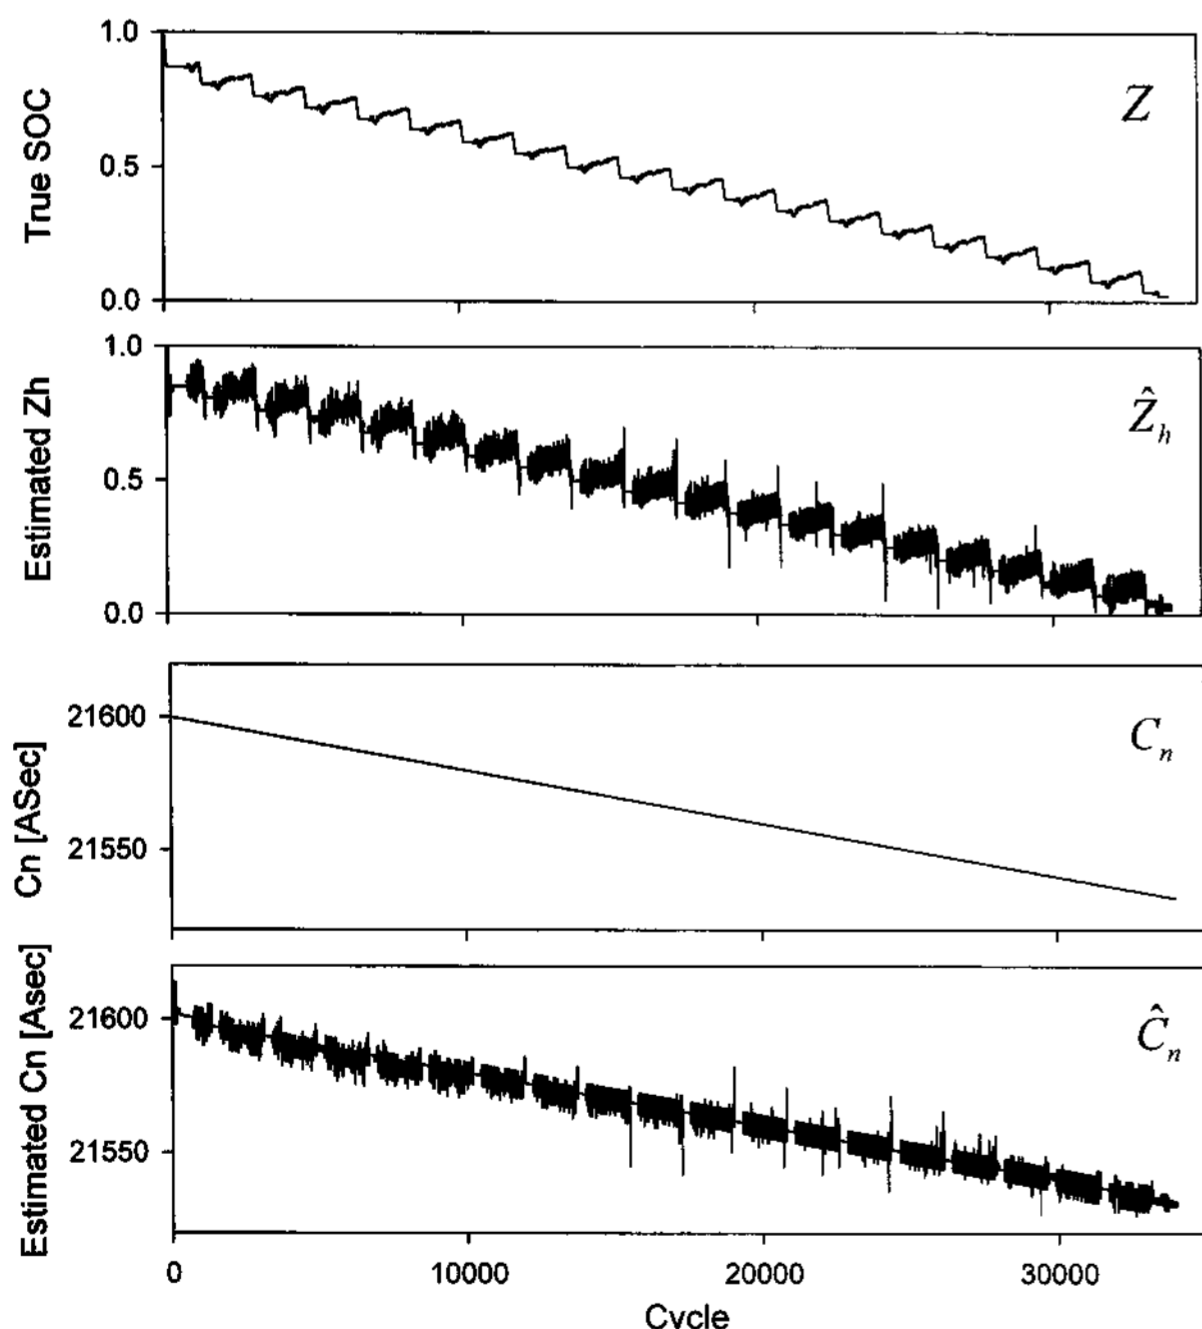 1.0
True SOC
0.5
0.0
Z
1.0
Estimated Zh
0.5
0.0
Ẑh
21600
Cn [ASec]
21550
Cn
21600
Estimated Cn [Asec]
21550
Ĉn
0 10000 20000 30000
Cycle